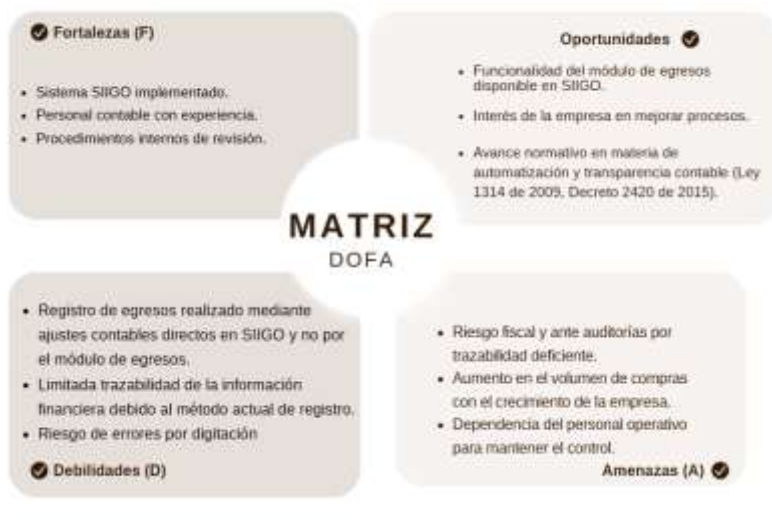 Fortalezas (F)
• Sistema SIIGO implementado.
• Personal contable con experiencia.
• Procedimientos internos de revisión.
Oportunidades
• Funcionalidad del módulo de egresos
disponible en SIIGO.
• Interés de la empresa en mejorar procesos.
• Avance normativo en materia de
automatización y transparencia contable (Ley
1314 de 2009, Decreto 2420 de 2015).
MATRIZ
DOFA
• Registro de egresos realizado mediante
ajustes contables directos en SIIGO y no por
el módulo de egresos.
• Limitada trazabilidad de la información
financiera debido al método actual de registro.
• Riesgo de errores por digitación
Debilidades (D)
• Riesgo fiscal y ante auditorías por
trazabilidad deficiente.
• Aumento en el volumen de compras
con el crecimiento de la empresa.
• Dependencia del personal operativo
para mantener el control.
Amenazas (A)